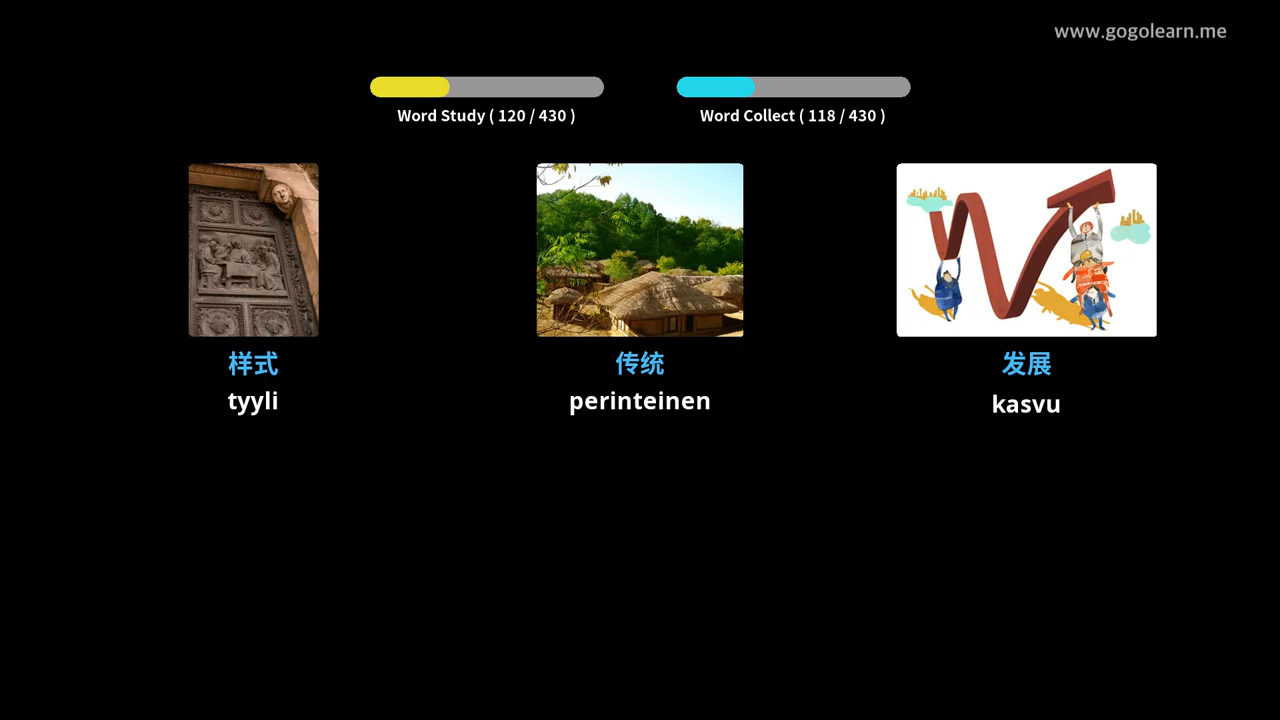 www.gogolearn.me
Word Study ( 120 / 430 )
Word Collect ( 118 / 430 )
样式
传统
发展
tyyli
perinteinen
kasvu